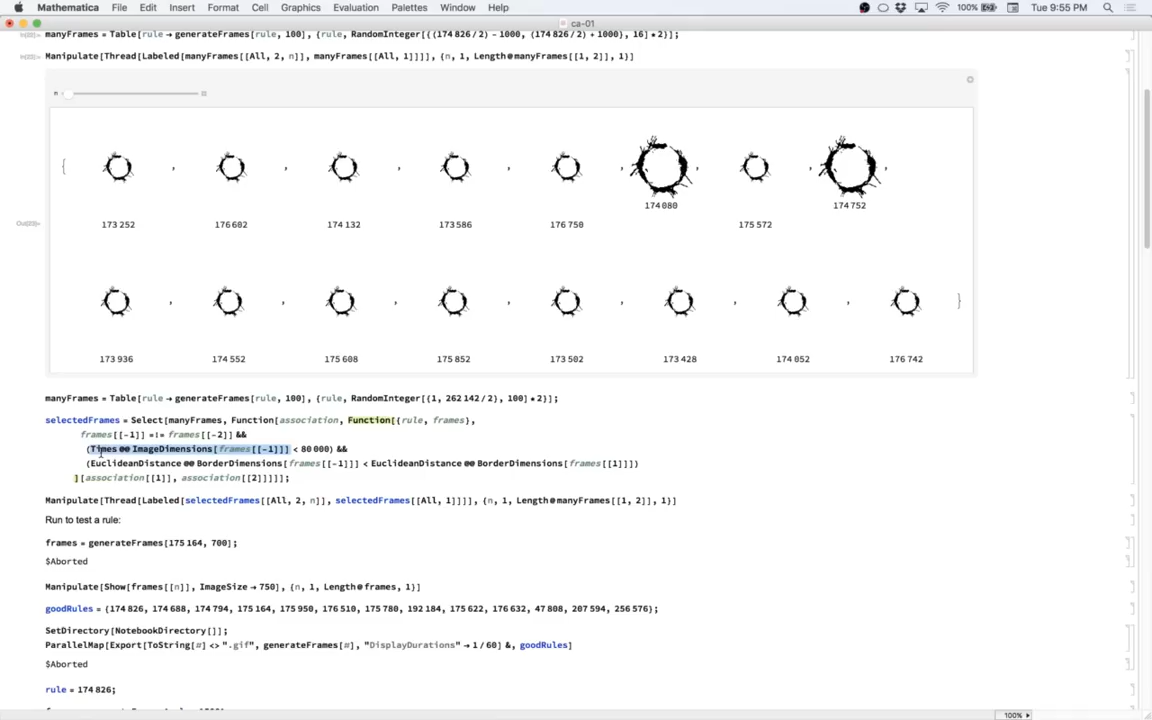 Mathematica File Edit Insert Format Cell Graphics Evaluation Palettes Window Help 100% Tue 9:55 PM
ca-01
manyFrames = Table[rule → generateFrames[rule, 100], {rule, RandomInteger[{(174 826/2) - 1000, (174 826/2) + 1000}, 16] * 2}];
Manipulate[Thread[Labeled[manyFrames[[All, 2, n]], manyFrames[[All, 1]]]], {n, 1, Length@manyFrames[[1, 2]], 1}]
n
{ , , , , , , , ,
174 080 174 752
Out[23]=
173 252 176 602 174 132 173 586 176 750 175 572
, , , , , , , }
173 936 174 552 175 608 175 852 173 502 173 428 174 052 176 742
manyFrames = Table[rule → generateFrames[rule, 100], {rule, RandomInteger[{1, 262 142/2}, 100] * 2}];
selectedFrames = Select[manyFrames, Function[association, Function[{rule, frames},
frames[[-1]] =!= frames[[-2]] &&
(Times @@ ImageDimensions[frames[[-1]]] < 80 000) &&
(EuclideanDistance @@ BorderDimensions[frames[[-1]]] < EuclideanDistance @@ BorderDimensions[frames[[1]]])
][association[[1]], association[[2]]]];
Manipulate[Thread[Labeled[selectedFrames[[All, 2, n]], selectedFrames[[All, 1]]]], {n, 1, Length@manyFrames[[1, 2]], 1}]
Run to test a rule:
frames = generateFrames[175 164, 700];
$Aborted
Manipulate[Show[frames[[n]], ImageSize → 750], {n, 1, Length@frames, 1}]
goodRules = {174 826, 174 688, 174 794, 175 164, 175 950, 176 510, 175 780, 192 184, 175 622, 176 632, 47 808, 207 594, 256 576};
SetDirectory[NotebookDirectory[]];
ParallelMap[Export[ToString[#] <> ".gif", generateFrames[#], "DisplayDurations" → 1/60] &, goodRules]
$Aborted
rule = 174 826;
100%